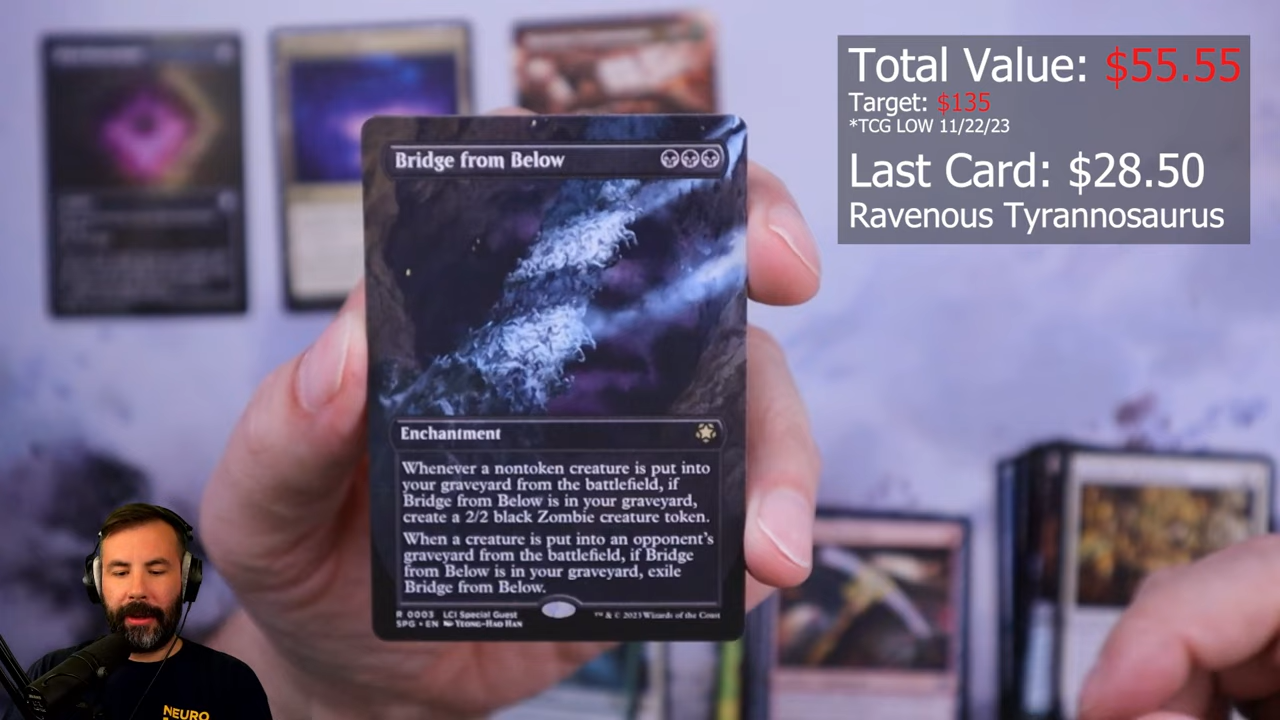 Total Value: $55.55
Target: $135
*TCG LOW 11/22/23
Last Card: $28.50
Ravenous Tyrannosaurus
Bridge from Below
Enchantment
Whenever a nontoken creature is put into
your graveyard from the battlefield, if
Bridge from Below is in your graveyard,
create a 2/2 black Zombie creature token.
When a creature is put into an opponent's
graveyard from the battlefield, if Bridge
from Below is in your graveyard, exile
Bridge from Below.
R 0003 LCI Special Guest
SPG • EN Yeong-Hao Han
™ & © 2023 Wizards of the Coast
NEURO